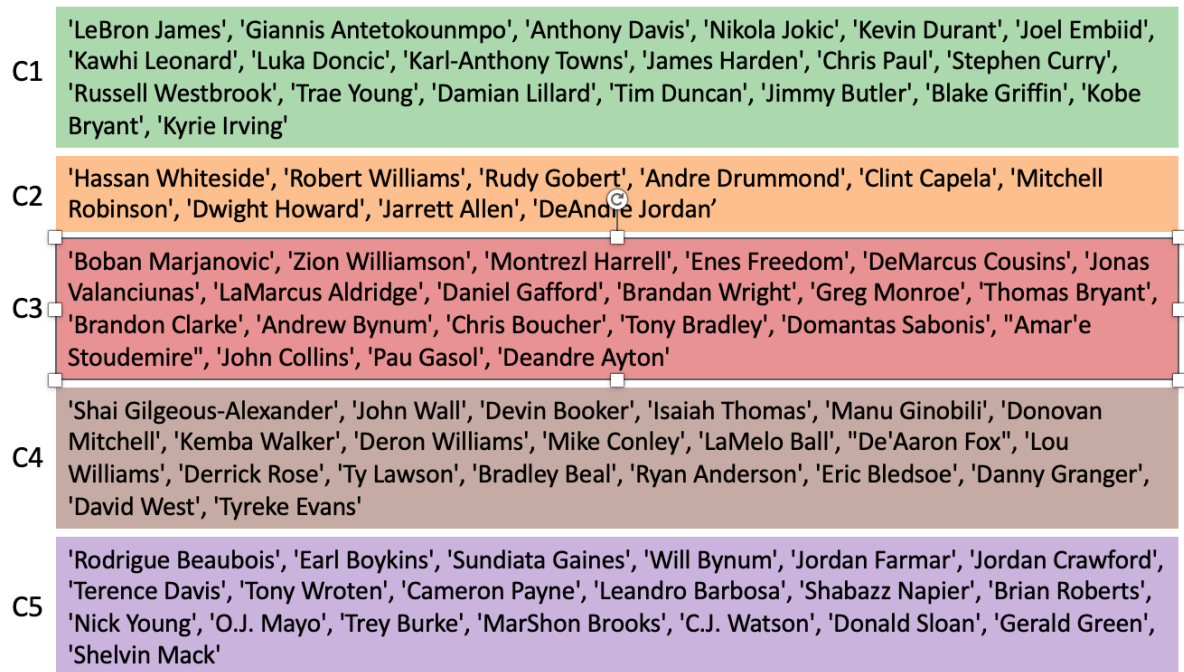 C1
'LeBron James', 'Giannis Antetokounmpo', 'Anthony Davis', 'Nikola Jokic', 'Kevin Durant', 'Joel Embiid',
'Kawhi Leonard', 'Luka Doncic', 'Karl-Anthony Towns', 'James Harden', 'Chris Paul', 'Stephen Curry',
'Russell Westbrook', 'Trae Young', 'Damian Lillard', 'Tim Duncan', 'Jimmy Butler', 'Blake Griffin', 'Kobe
Bryant', 'Kyrie Irving'
C2
'Hassan Whiteside', 'Robert Williams', 'Rudy Gobert', 'Andre Drummond', 'Clint Capela', 'Mitchell
Robinson', 'Dwight Howard', 'Jarrett Allen', 'DeAndre Jordan’
C3
'Boban Marjanovic', 'Zion Williamson', 'Montrezl Harrell', 'Enes Freedom', 'DeMarcus Cousins', 'Jonas
Valanciunas', 'LaMarcus Aldridge', 'Daniel Gafford', 'Brandan Wright', 'Greg Monroe', 'Thomas Bryant',
'Brandon Clarke', 'Andrew Bynum', 'Chris Boucher', 'Tony Bradley', 'Domantas Sabonis', "Amar'e
Stoudemire", 'John Collins', 'Pau Gasol', 'Deandre Ayton'
C4
'Shai Gilgeous-Alexander', 'John Wall', 'Devin Booker', 'Isaiah Thomas', 'Manu Ginobili', 'Donovan
Mitchell', 'Kemba Walker', 'Deron Williams', 'Mike Conley', 'LaMelo Ball', "De'Aaron Fox", 'Lou
Williams', 'Derrick Rose', 'Ty Lawson', 'Bradley Beal', 'Ryan Anderson', 'Eric Bledsoe', 'Danny Granger',
'David West', 'Tyreke Evans'
C5
'Rodrigue Beaubois', 'Earl Boykins', 'Sundiata Gaines', 'Will Bynum', 'Jordan Farmar', 'Jordan Crawford',
'Terence Davis', 'Tony Wroten', 'Cameron Payne', 'Leandro Barbosa', 'Shabazz Napier', 'Brian Roberts',
'Nick Young', 'O.J. Mayo', 'Trey Burke', 'MarShon Brooks', 'C.J. Watson', 'Donald Sloan', 'Gerald Green',
'Shelvin Mack'